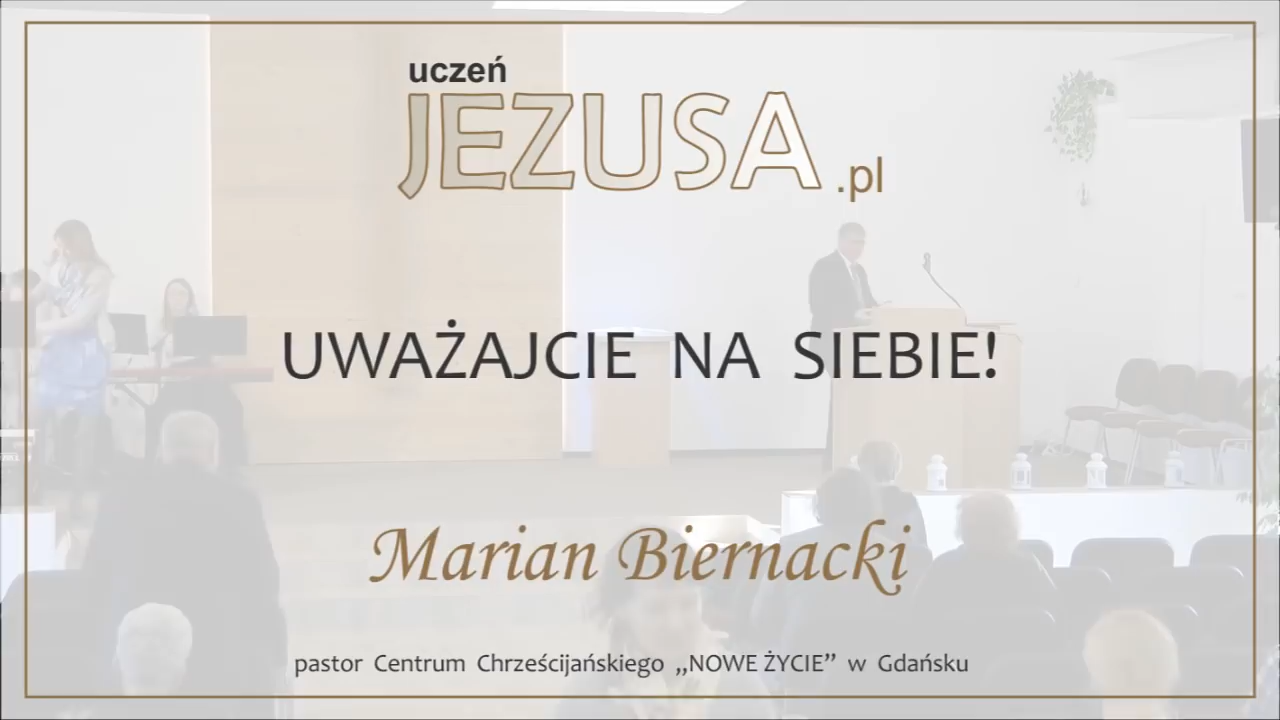 uczeń
JEZUSA.pl
UWAŻAJCIE NA SIEBIE!
Marian Biernacki
pastor Centrum Chrześcijańskiego „NOWE ŻYCIE” w Gdańsku